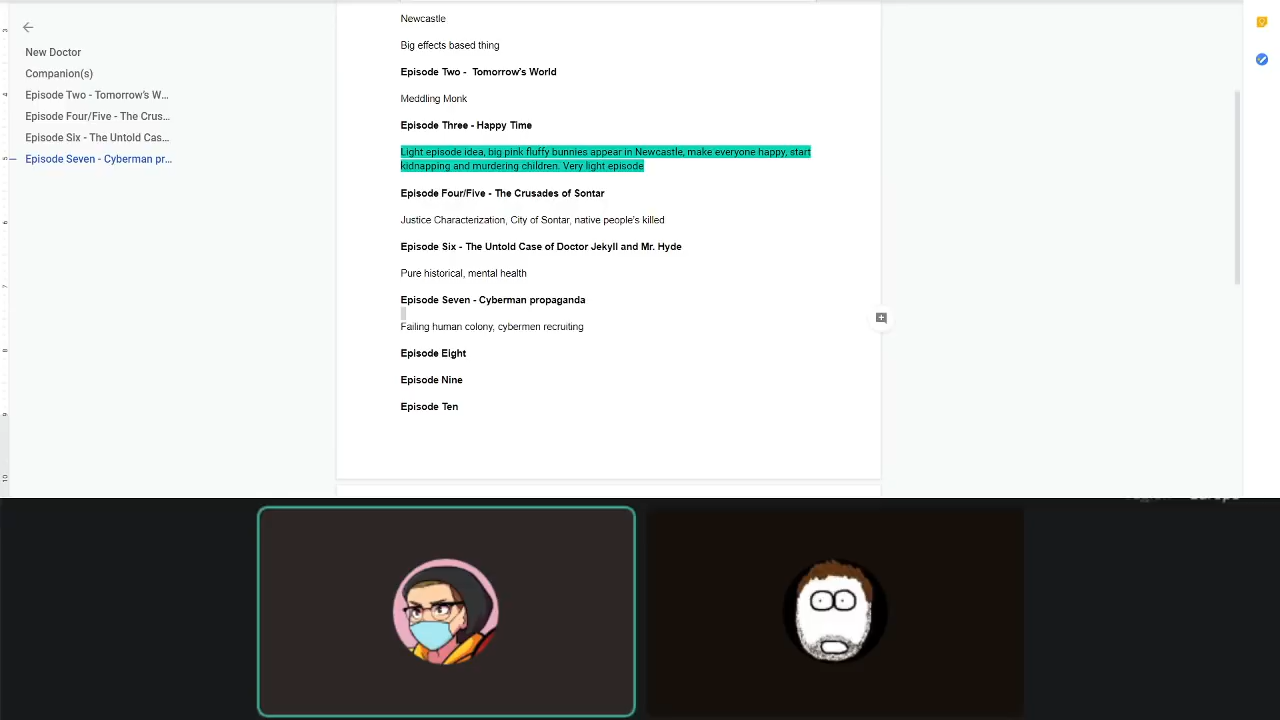 New Doctor
Companion(s)
Episode Two - Tomorrow's W...
Episode Four/Five - The Crus...
Episode Six - The Untold Cas...
Episode Seven - Cyberman pr...
Newcastle
Big effects based thing
Episode Two -  Tomorrow's World
Meddling Monk
Episode Three - Happy Time
Light episode idea, big pink fluffy bunnies appear in Newcastle, make everyone happy, start
kidnapping and murdering children. Very light episode
Episode Four/Five - The Crusades of Sontar
Justice Characterization, City of Sontar, native people's killed
Episode Six - The Untold Case of Doctor Jekyll and Mr. Hyde
Pure historical, mental health
Episode Seven - Cyberman propaganda
Failing human colony, cybermen recruiting
Episode Eight
Episode Nine
Episode Ten